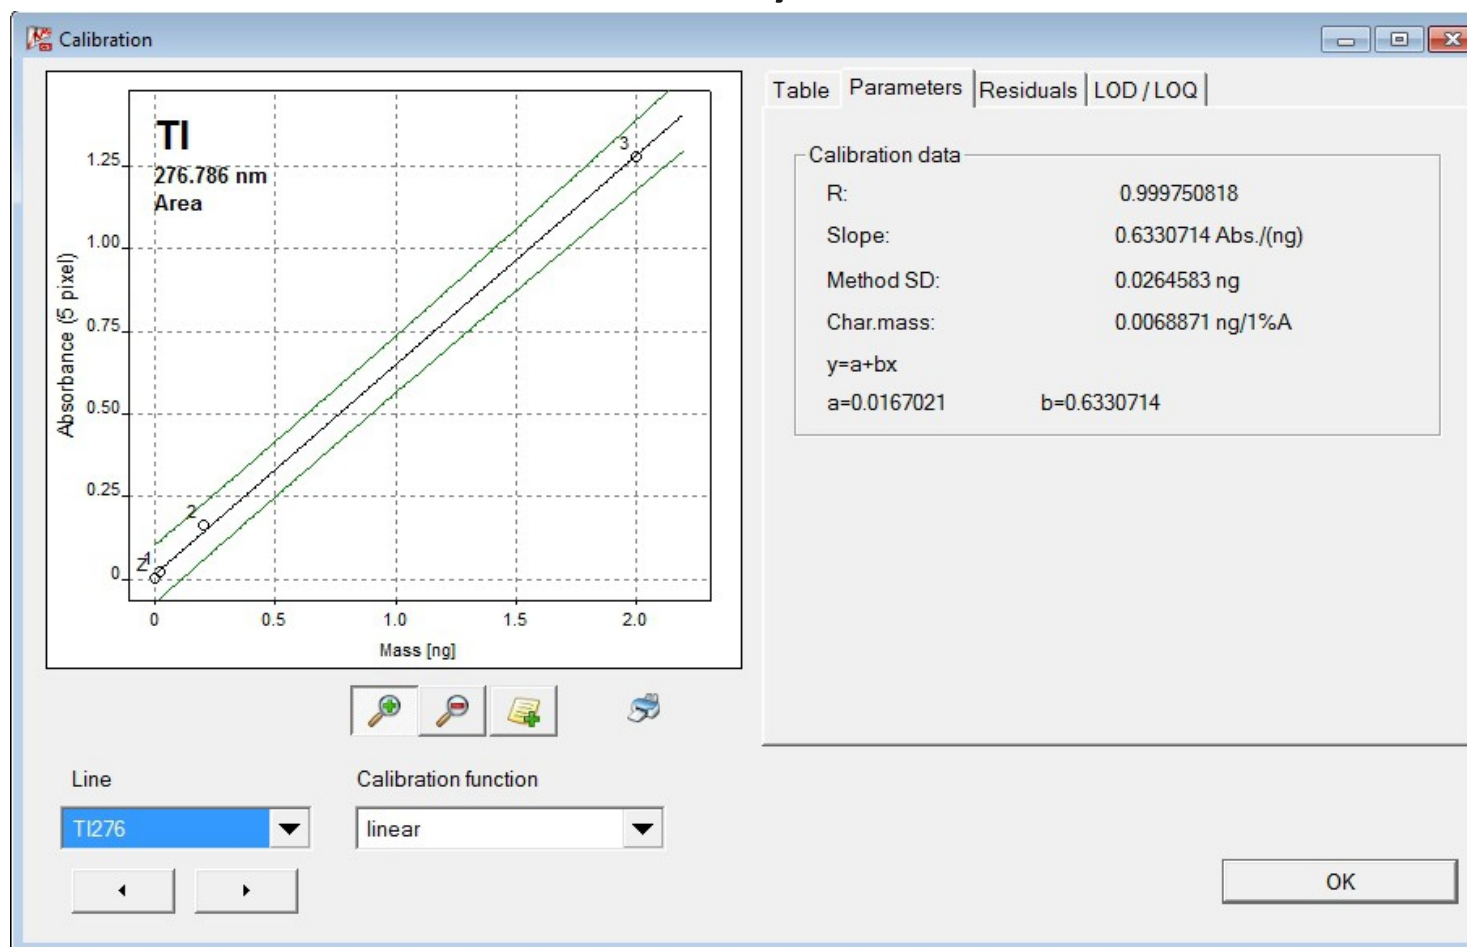 Calibration
Tl
276.786 nm
Area
1.25
1.00
0.75
0.50
0.25
0
Absorbance (5 pixel)
Z
1
2
3
0 0.5 1.0 1.5 2.0
Mass [ng]
Table Parameters Residuals LOD / LOQ
Calibration data
R: 0.999750818
Slope: 0.6330714 Abs./(ng)
Method SD: 0.0264583 ng
Char.mass: 0.0068871 ng/1%A
y=a+bx
a=0.0167021 b=0.6330714
Line Calibration function
Tl276 linear
OK